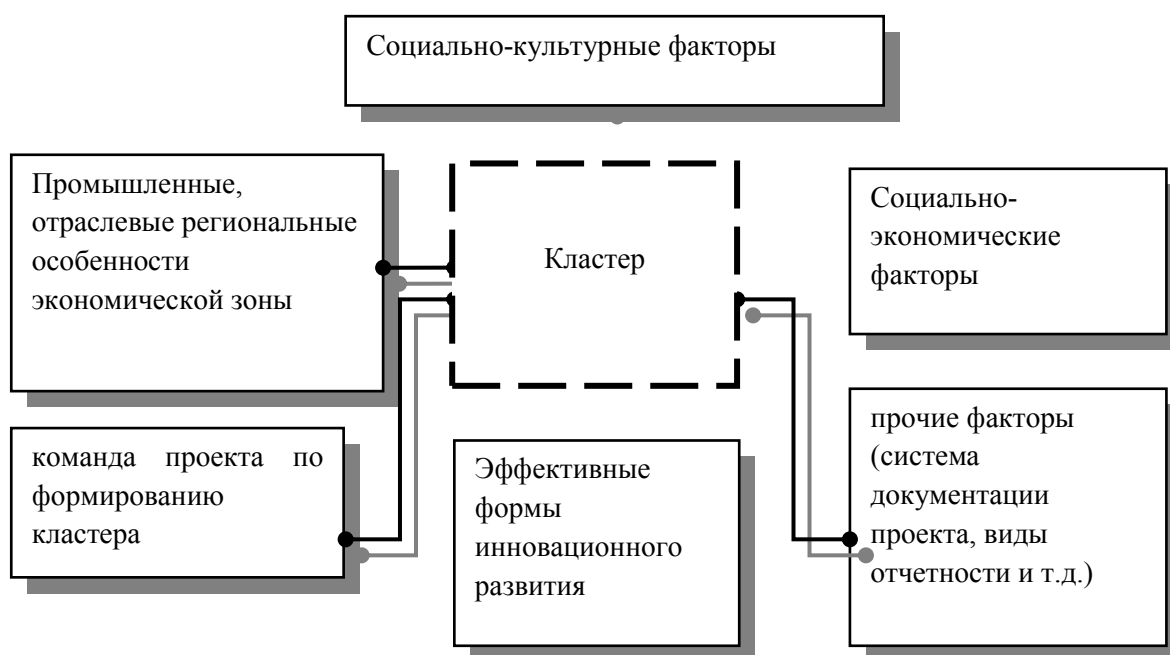 Социально-культурные факторы
Промышленные,
отраслевые региональные
особенности
экономической зоны
Кластер
Социально-
экономические
факторы
команда проекта по
формированию
кластера
Эффективные
формы
инновационного
развития
прочие факторы
(система
документации
проекта, виды
отчетности и т.д.)